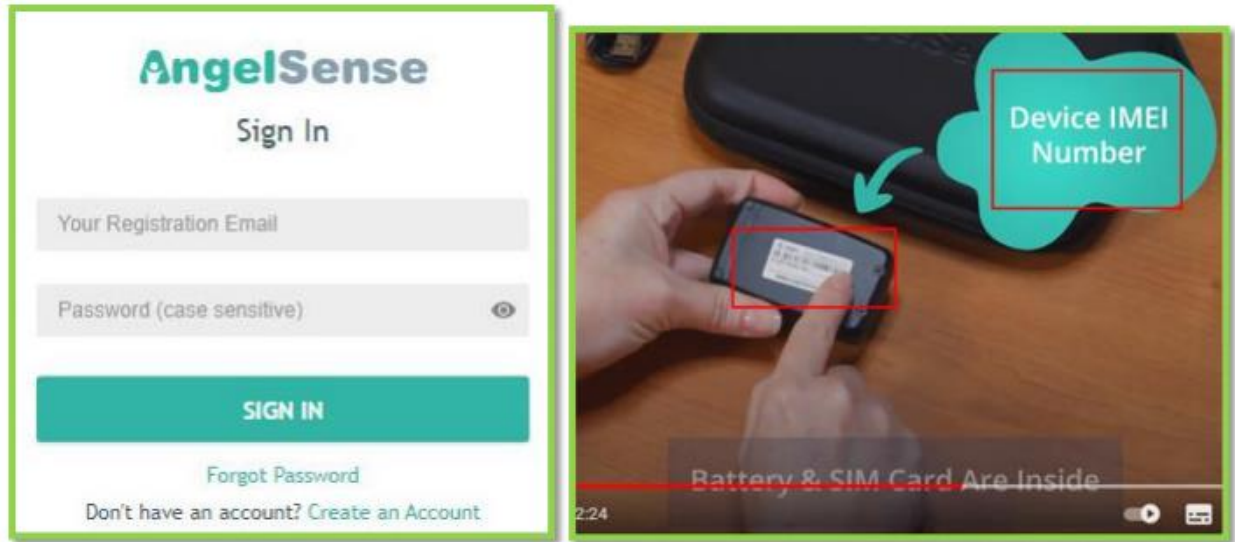 AngelSense
Sign In
Your Registration Email
Password (case sensitive)
SIGN IN
Forgot Password
Don't have an account? Create an Account
Device IMEI
Number
Battery & SIM Card Are Inside
2:24